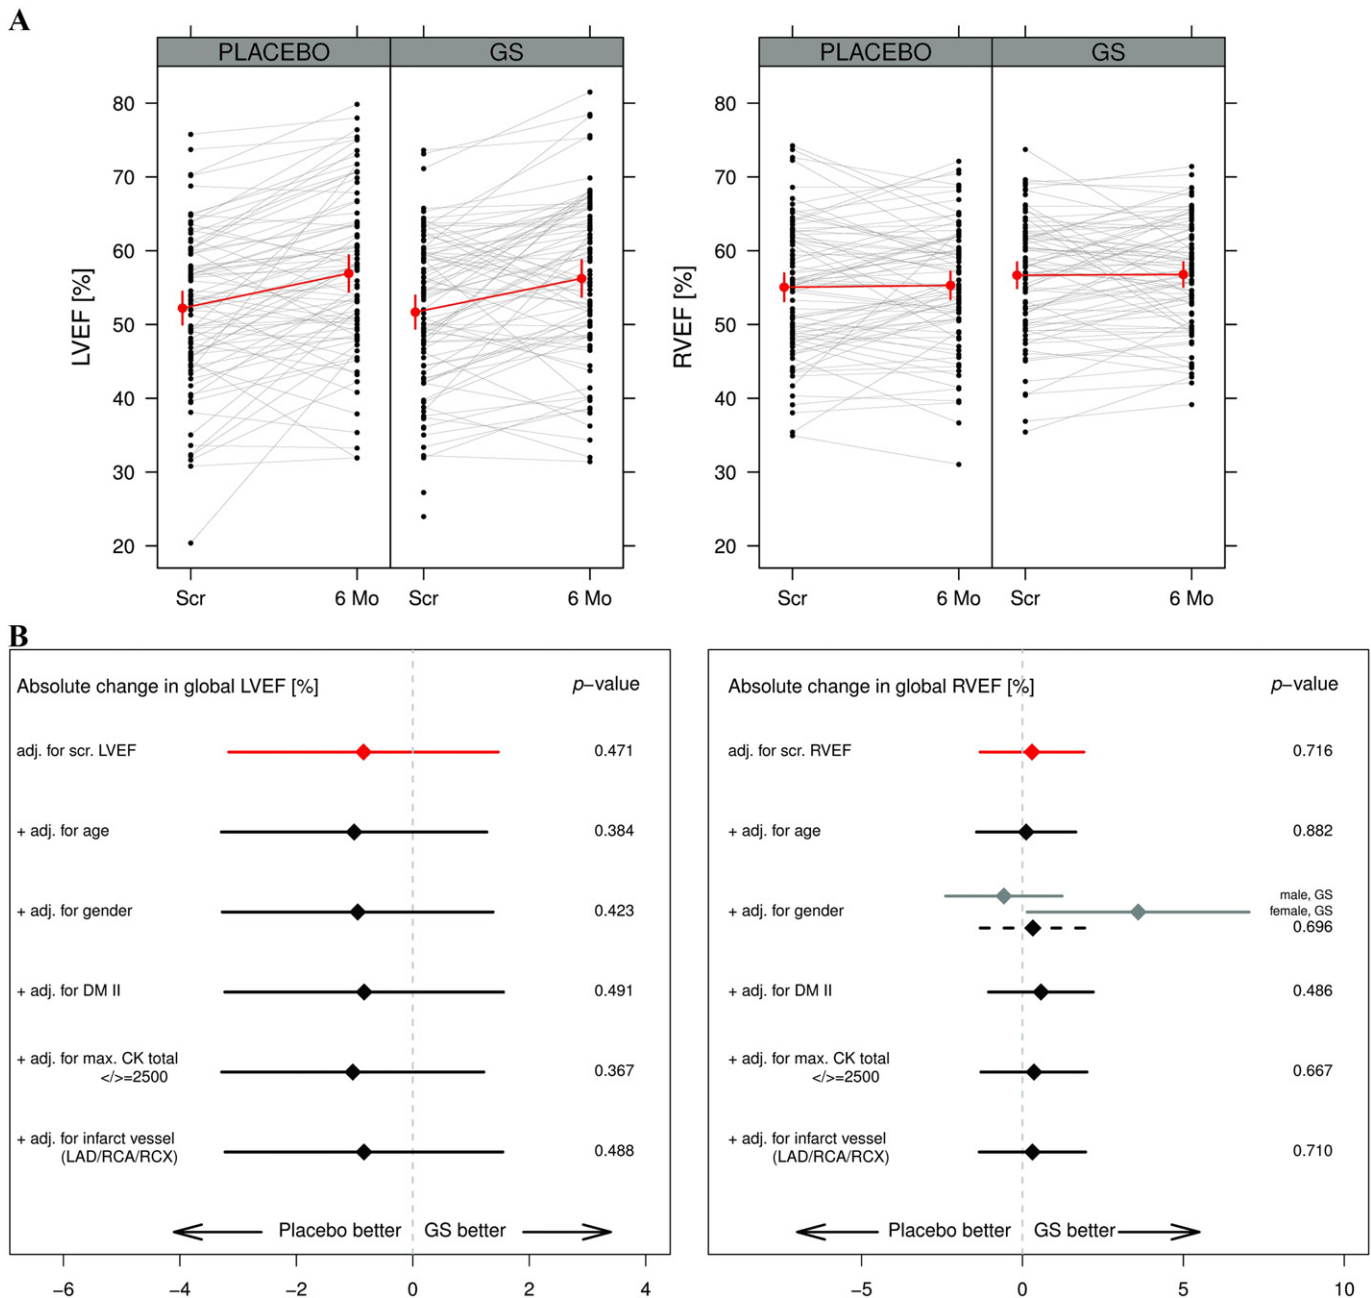 A
PLACEBO GS
LVEF [%]
80
70
60
50
40
30
20
Scr 6 Mo Scr 6 Mo
PLACEBO GS
RVEF [%]
80
70
60
50
40
30
20
Scr 6 Mo Scr 6 Mo
B
Absolute change in global LVEF [%] p-value
adj. for scr. LVEF 0.471
+ adj. for age 0.384
+ adj. for gender 0.423
+ adj. for DM II 0.491
+ adj. for max. CK total
</>=2500 0.367
+ adj. for infarct vessel
(LAD/RCA/RCX) 0.488
Placebo better GS better
-6 -4 -2 0 2 4
Absolute change in global RVEF [%] p-value
adj. for scr. RVEF 0.716
+ adj. for age 0.882
male, GS
+ adj. for gender female, GS
0.696
+ adj. for DM II 0.486
+ adj. for max. CK total
</>=2500 0.667
+ adj. for infarct vessel
(LAD/RCA/RCX) 0.710
Placebo better GS better
-5 0 5 10